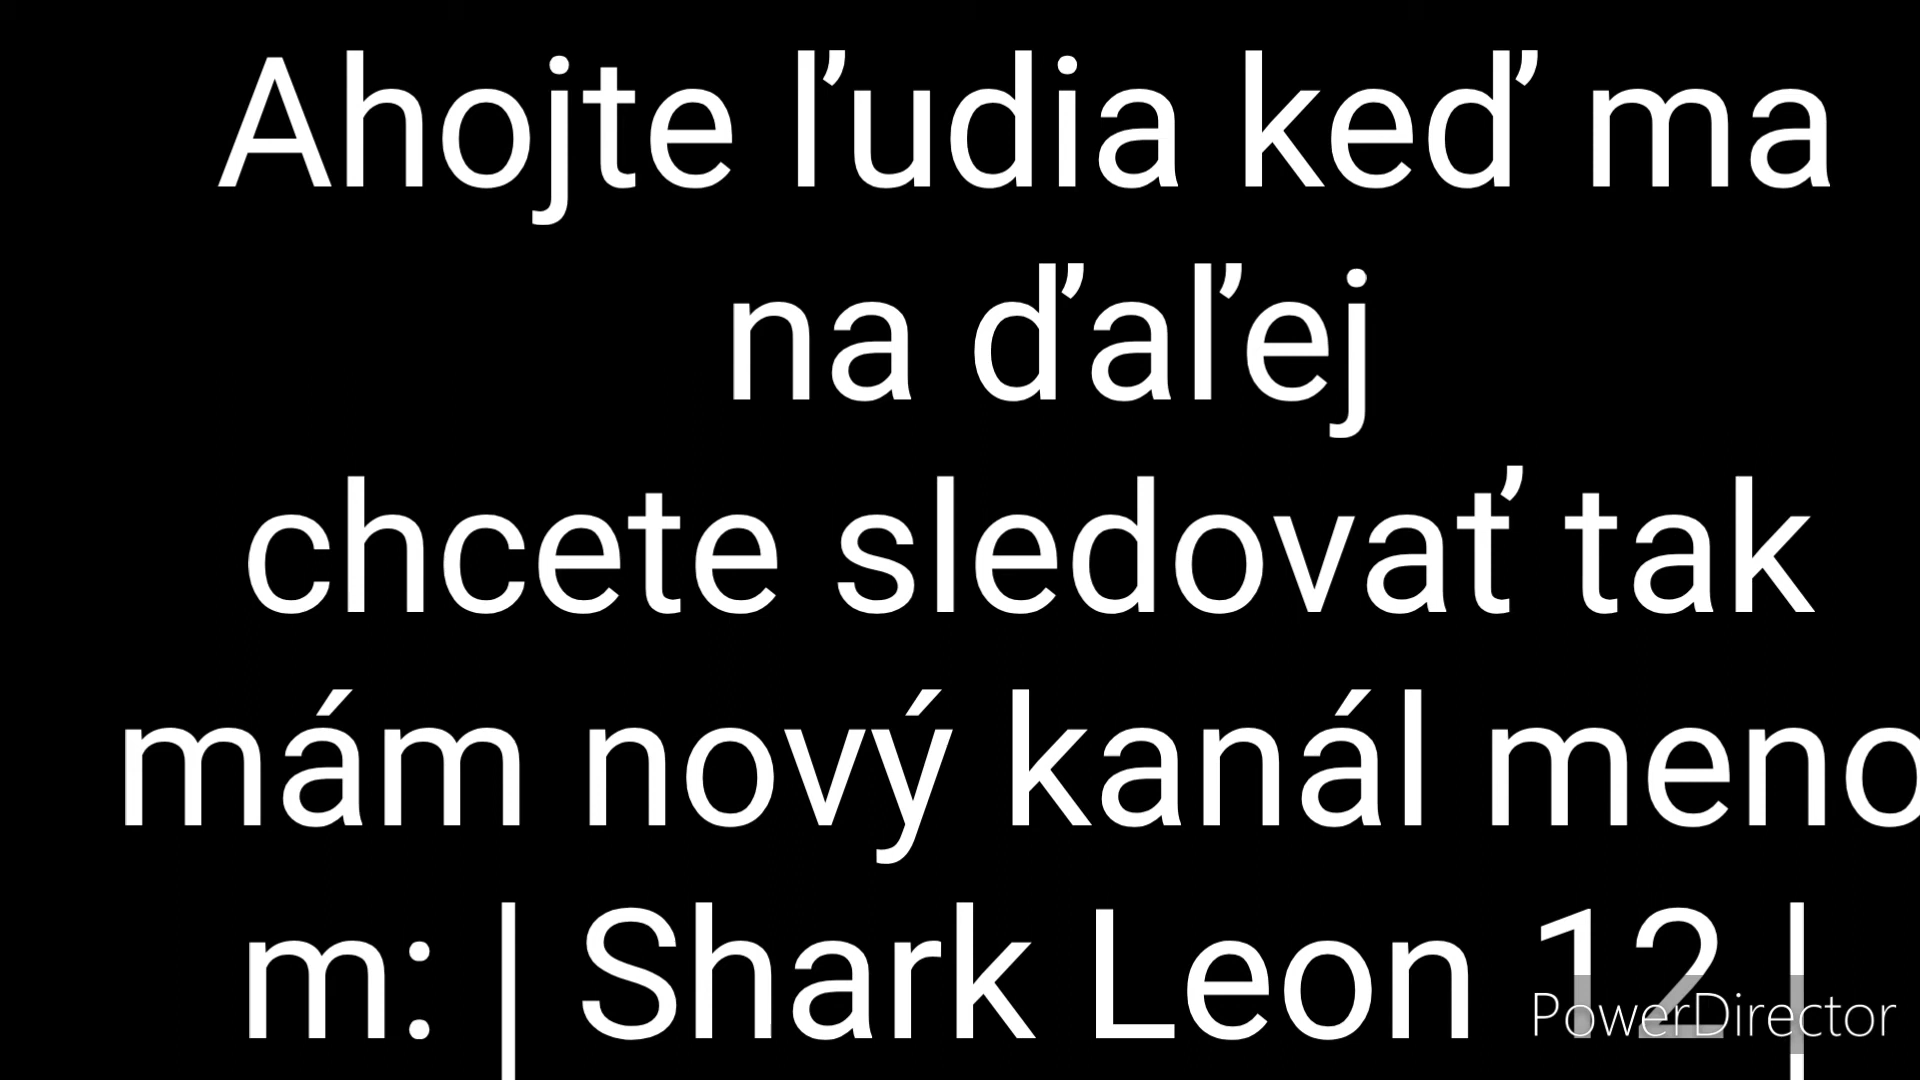 Ahojte ľudia keď ma
na ďaľej
chcete sledovať tak
mám nový kanál meno
m: | Shark Leon 12 |
PowerDirector